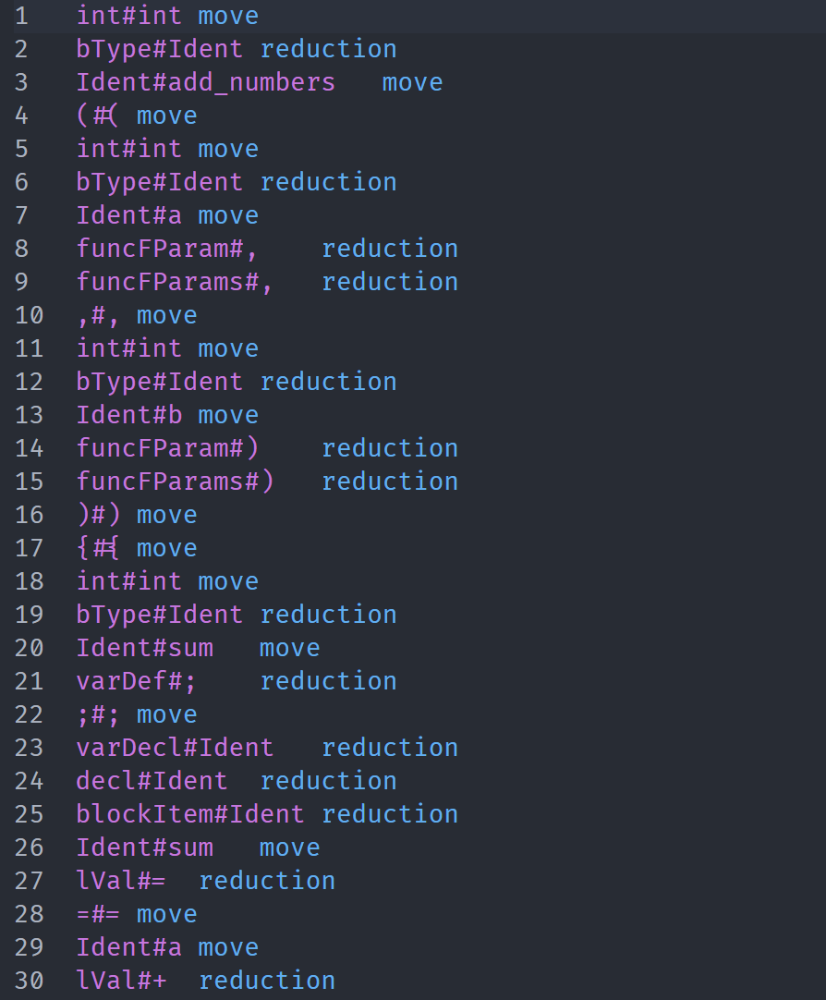 1 int#int move
2 bType#Ident reduction
3 Ident#add_numbers move
4 (#( move
5 int#int move
6 bType#Ident reduction
7 Ident#a move
8 funcFParam#, reduction
9 funcFParams#, reduction
10 ,#, move
11 int#int move
12 bType#Ident reduction
13 Ident#b move
14 funcFParam#) reduction
15 funcFParams#) reduction
16 )#) move
17 {#{ move
18 int#int move
19 bType#Ident reduction
20 Ident#sum move
21 varDef#; reduction
22 ;#; move
23 varDecl#Ident reduction
24 decl#Ident reduction
25 blockItem#Ident reduction
26 Ident#sum move
27 lVal#= reduction
28 =#= move
29 Ident#a move
30 lVal#+ reduction